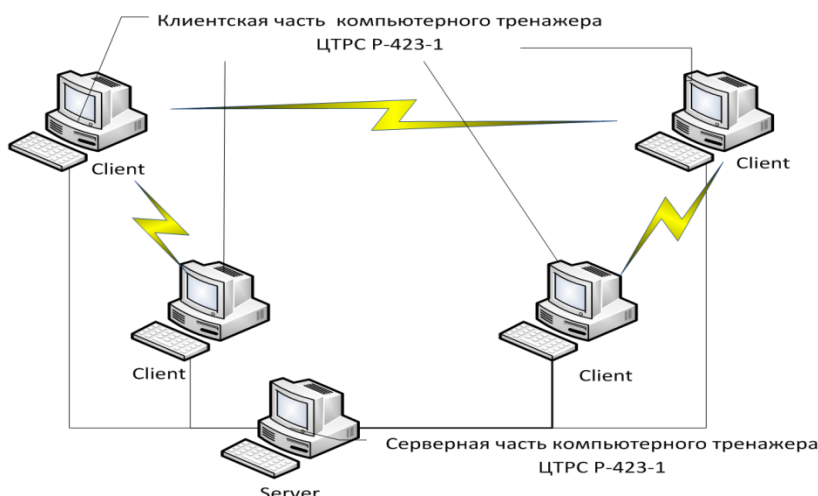 Клиентская часть компьютерного тренажера
ЦТРС Р-423-1
Client
Client
Client
Client
Серверная часть компьютерного тренажера
ЦТРС Р-423-1
Server